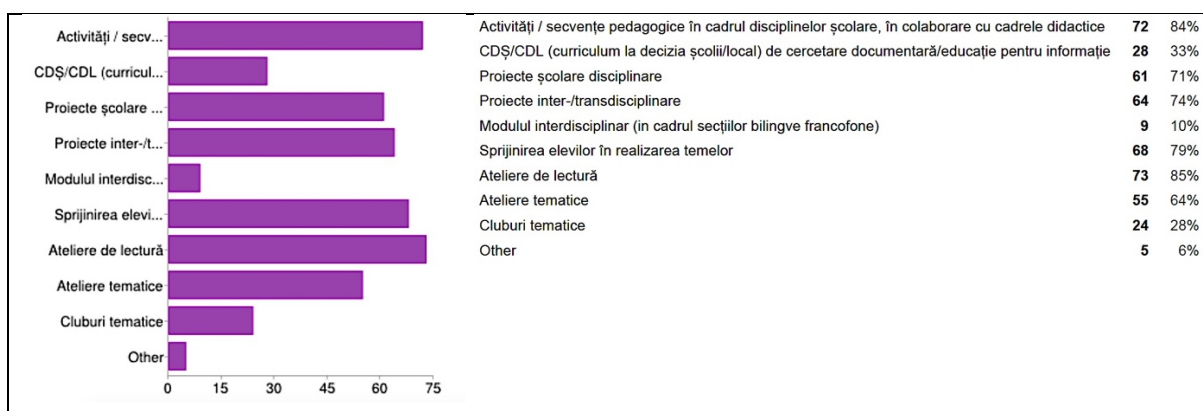 Activități / secv...
CDȘ/CDL (curricul...
Proiecte școlare ...
Proiecte inter-/t...
Modulul interdisc...
Sprijinirea elevi...
Ateliere de lectură
Ateliere tematice
Cluburi tematice
Other
0 15 30 45 60 75
Activități / secvențe pedagogice în cadrul disciplinelor școlare, în colaborare cu cadrele didactice 72 84%
CDȘ/CDL (curriculum la decizia școlii/local) de cercetare documentară/educație pentru informație 28 33%
Proiecte școlare disciplinare 61 71%
Proiecte inter-/transdisciplinare 64 74%
Modulul interdisciplinar (in cadrul secțiilor bilingve francofone) 9 10%
Sprijinirea elevilor în realizarea temelor 68 79%
Ateliere de lectură 73 85%
Ateliere tematice 55 64%
Cluburi tematice 24 28%
Other 5 6%